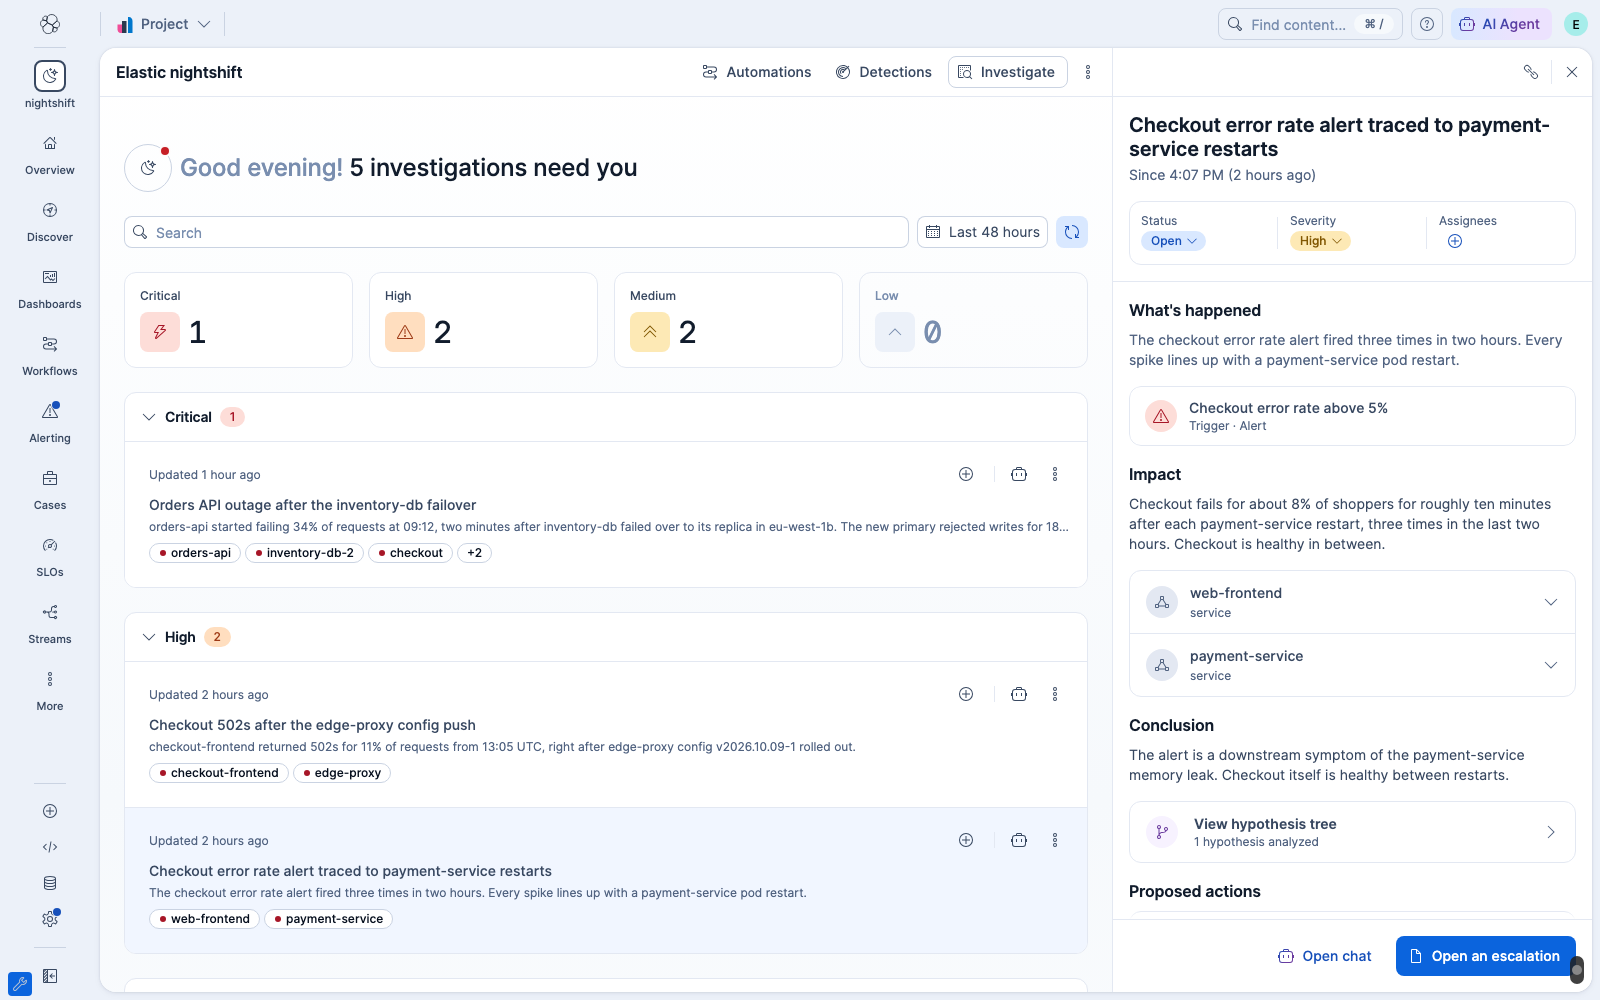 Project
Find content...
⌘ /
AI Agent
E
nightshift
Overview
Discover
Dashboards
Workflows
Alerting
Cases
SLOs
Streams
More
Elastic nightshift
Automations
Detections
Investigate
Good evening! 5 investigations need you
Search
Last 48 hours
Critical
1
High
2
Medium
2
Low
0
Critical 1
Updated 1 hour ago
Orders API outage after the inventory-db failover
orders-api started failing 34% of requests at 09:12, two minutes after inventory-db failed over to its replica in eu-west-1b. The new primary rejected writes for 18...
orders-api
inventory-db-2
checkout
+2
High 2
Updated 2 hours ago
Checkout 502s after the edge-proxy config push
checkout-frontend returned 502s for 11% of requests from 13:05 UTC, right after edge-proxy config v2026.10.09-1 rolled out.
checkout-frontend
edge-proxy
Updated 2 hours ago
Checkout error rate alert traced to payment-service restarts
The checkout error rate alert fired three times in two hours. Every spike lines up with a payment-service pod restart.
web-frontend
payment-service
Checkout error rate alert traced to payment-
service restarts
Since 4:07 PM (2 hours ago)
Status
Open
Severity
High
Assignees
What's happened
The checkout error rate alert fired three times in two hours. Every
spike lines up with a payment-service pod restart.
Checkout error rate above 5%
Trigger · Alert
Impact
Checkout fails for about 8% of shoppers for roughly ten minutes
after each payment-service restart, three times in the last two
hours. Checkout is healthy in between.
web-frontend
service
payment-service
service
Conclusion
The alert is a downstream symptom of the payment-service
memory leak. Checkout itself is healthy between restarts.
View hypothesis tree
1 hypothesis analyzed
Proposed actions
Open chat
Open an escalation